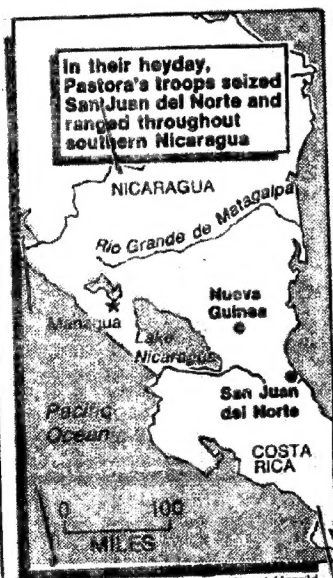 In their heyday,
Pastora's troops seized
San Juan del Norte and
ranged throughout
southern Nicaragua
NICARAGUA
Rio Grande de Matagalpa
Managua
Nueva
Guinea
Lake
Nicaragua
San Juan
del Norte
Pacific
Ocean
COSTA
RICA
0 100
MILES